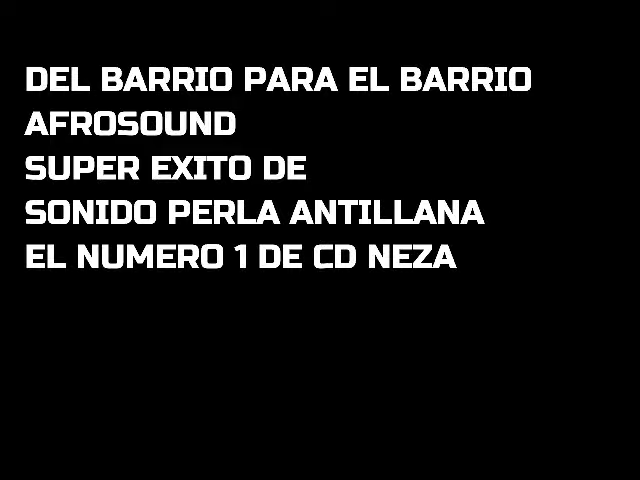 DEL BARRIO PARA EL BARRIO
AFROSOUND
SUPER EXITO DE
SONIDO PERLA ANTILLANA
EL NUMERO 1 DE CD NEZA